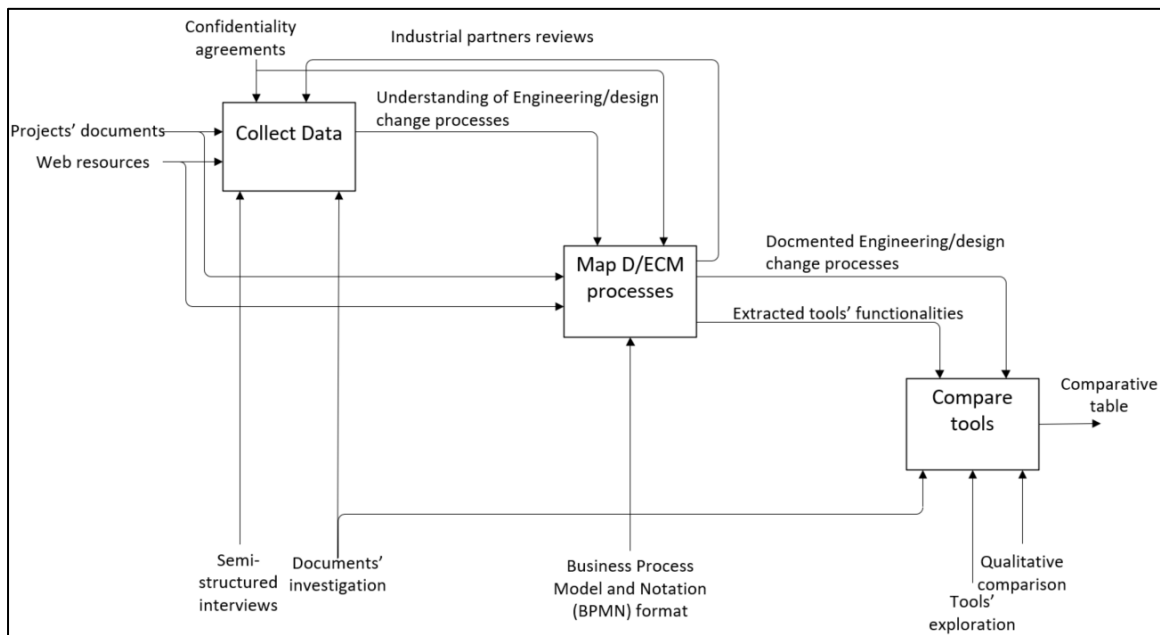 Confidentiality
agreements
Industrial partners reviews
Understanding of Engineering/design
change processes
Collect Data
Projects’ documents
Web resources
Map D/ECM
processes
Docmented Engineering/design
change processes
Extracted tools’ functionalities
Compare
tools
Comparative
table
Semi-
structured
interviews
Documents’
investigation
Business Process
Model and Notation
(BPMN) format
Qualitative
comparison
Tools’
exploration